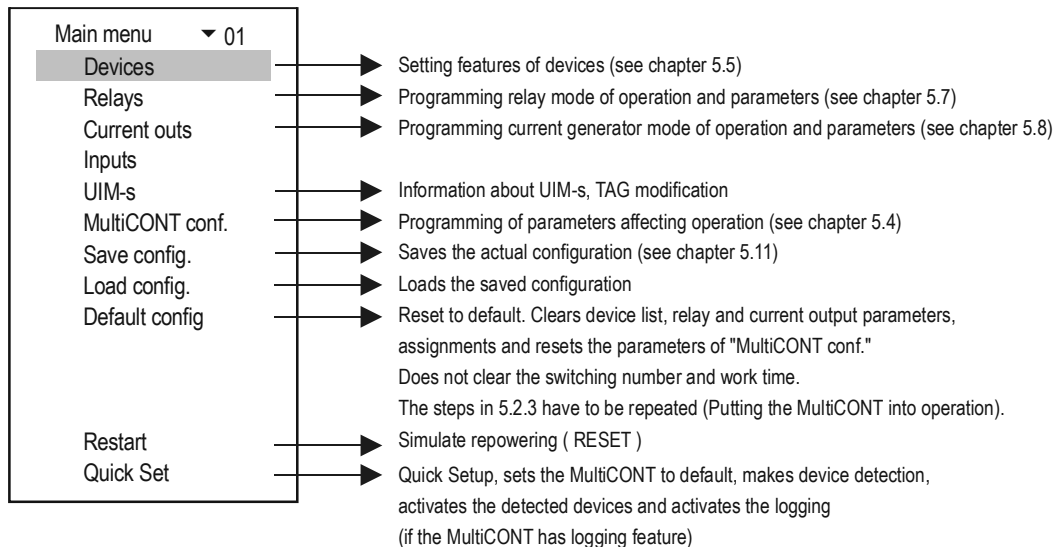 Main menu ▼ 01
Devices
Setting features of devices (see chapter 5.5)
Relays
Programming relay mode of operation and parameters (see chapter 5.7)
Current outs
Programming current generator mode of operation and parameters (see chapter 5.8)
Inputs
UIM-s
Information about UIM-s, TAG modification
MultiCONT conf.
Programming of parameters affecting operation (see chapter 5.4)
Save config.
Saves the actual configuration (see chapter 5.11)
Load config.
Loads the saved configuration
Default config
Reset to default. Clears device list, relay and current output parameters,
assignments and resets the parameters of "MultiCONT conf."
Does not clear the switching number and work time.
The steps in 5.2.3 have to be repeated (Putting the MultiCONT into operation).
Restart
Simulate repowering ( RESET )
Quick Set
Quick Setup, sets the MultiCONT to default, makes device detection,
activates the detected devices and activates the logging
(if the MultiCONT has logging feature)